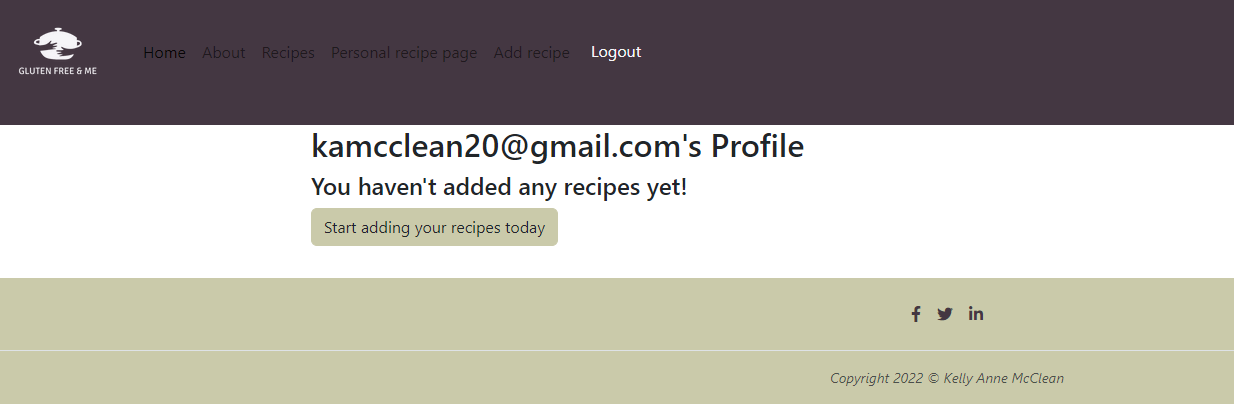 GLUTEN FREE & ME
Home About Recipes Personal recipe page Add recipe Logout
kamcclean20@gmail.com's Profile
You haven't added any recipes yet!
Start adding your recipes today
Copyright 2022 © Kelly Anne McClean